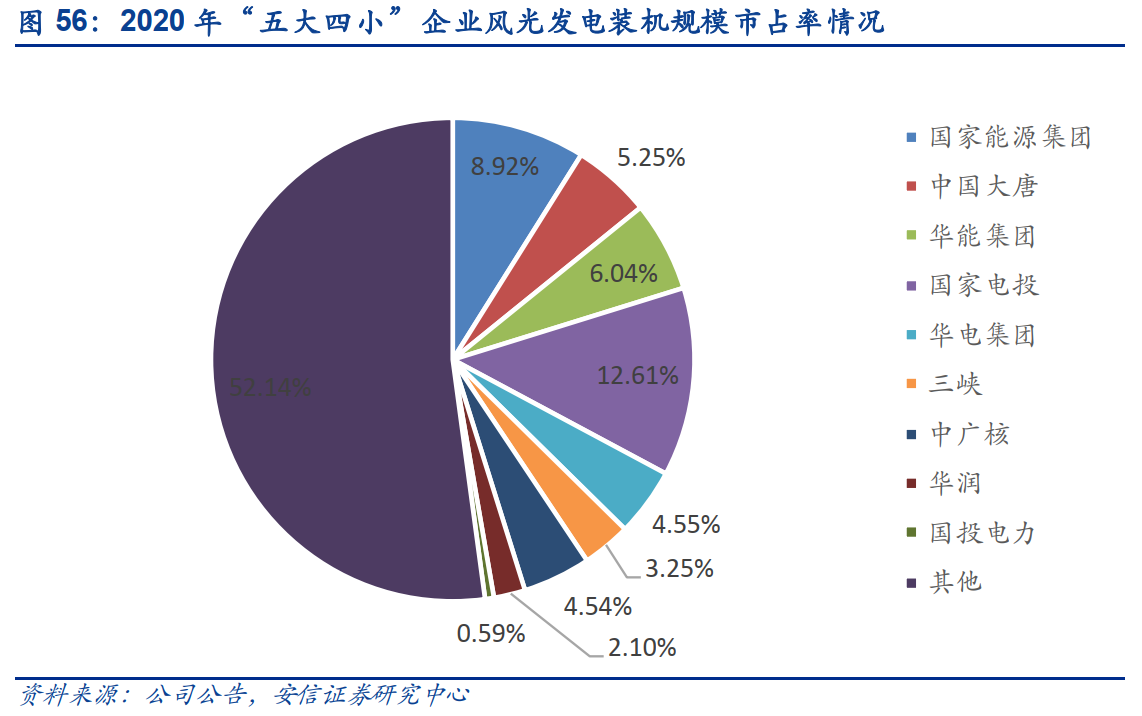 图 56：2020 年“五大四小”企业风光发电装机规模市占率情况
8.92%
5.25%
6.04%
12.61%
4.55%
3.25%
4.54%
2.10%
0.59%
52.14%
国家能源集团
中国大唐
华能集团
国家电投
华电集团
三峡
中广核
华润
国投电力
其他
资料来源：公司公告，安信证券研究中心